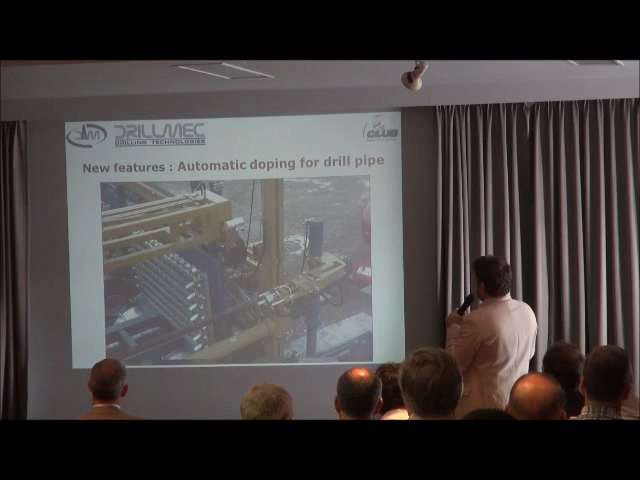 DRILLMEC
DRILLING TECHNOLOGIES
CLUB
New features : Automatic doping for drill pipe